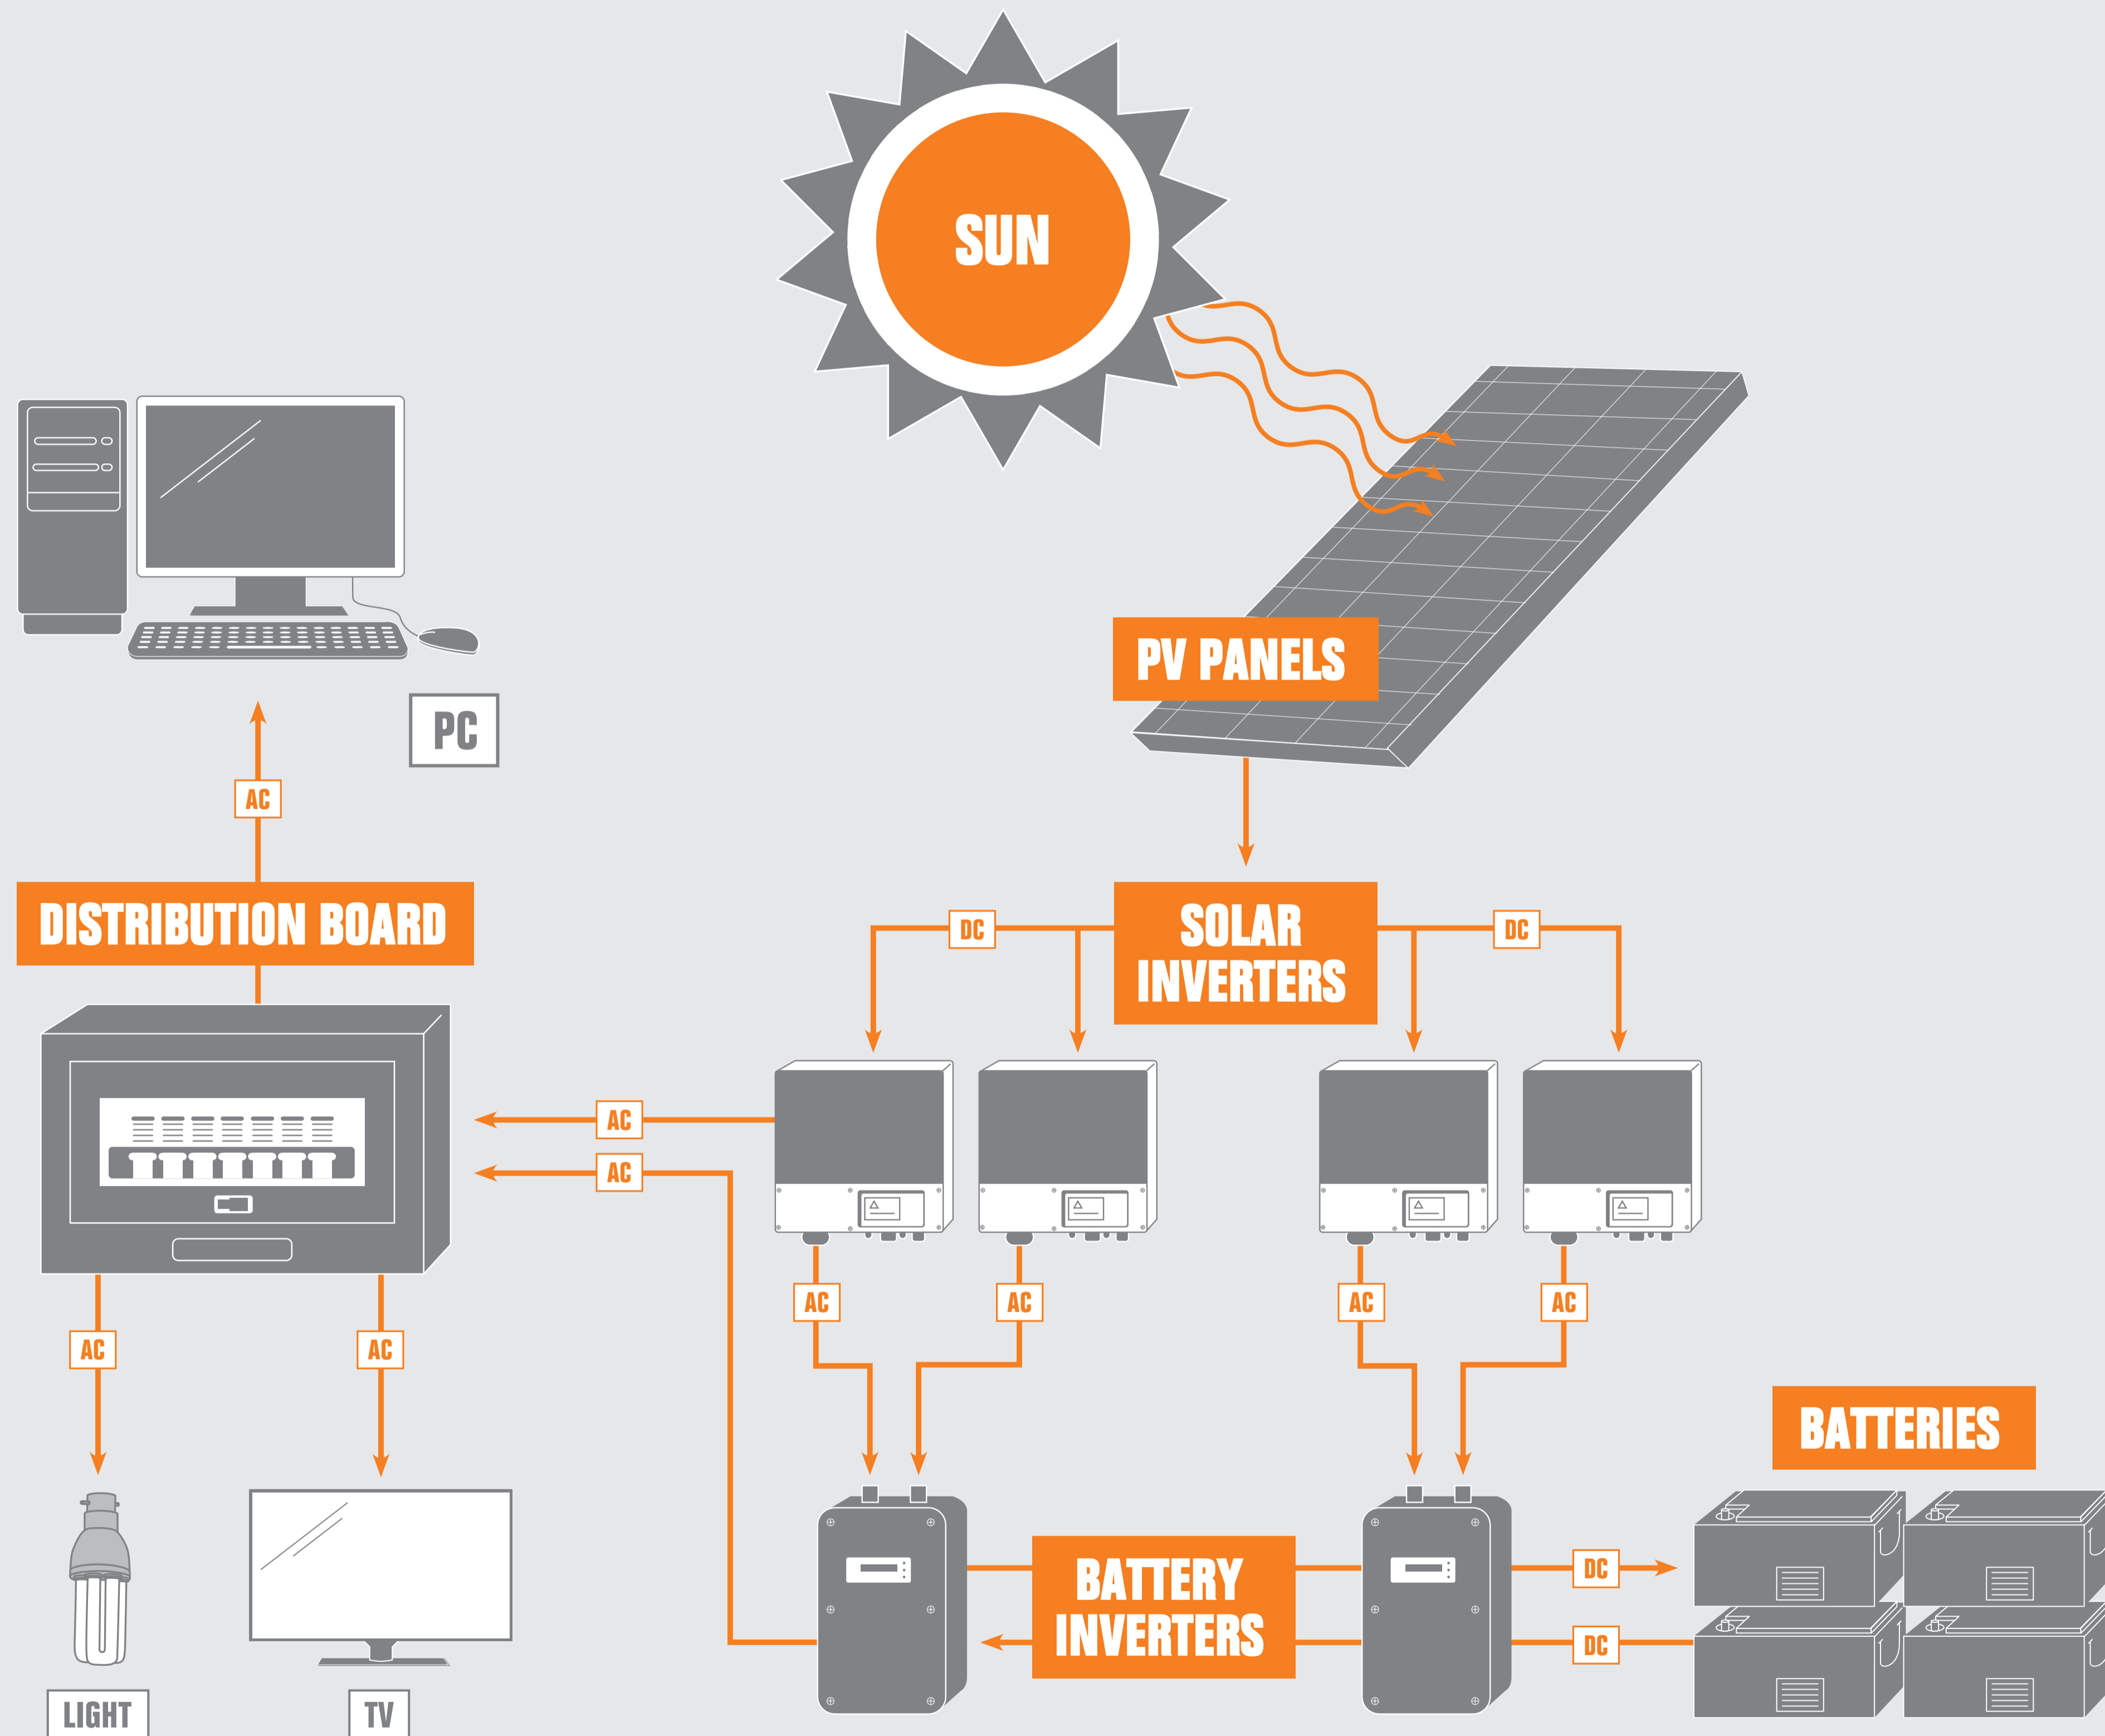 SUN
PV PANELS
PC
AC
DISTRIBUTION BOARD
SOLAR
INVERTERS
DC
DC
AC
AC
AC
AC
AC
AC
AC
AC
BATTERIES
BATTERY
INVERTERS
DC
DC
LIGHT
TV